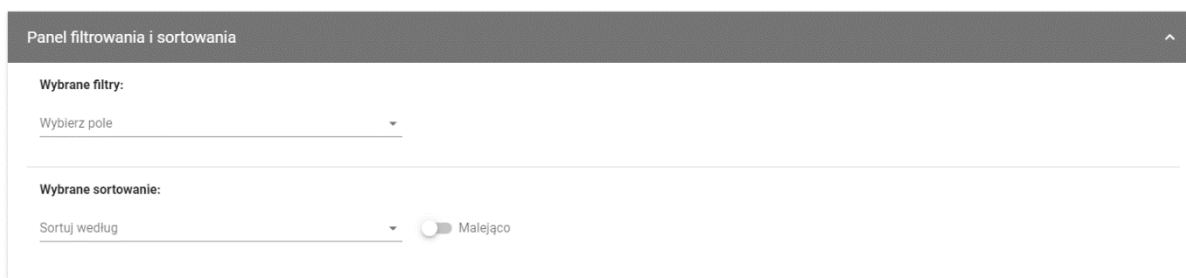 Panel filtrowania i sortowania
Wybrane filtry:
Wybierz pole
Wybrane sortowanie:
Sortuj według
Malejąco